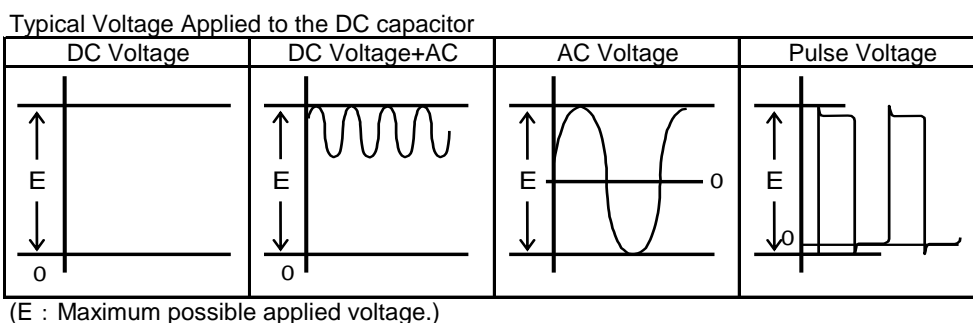 Typical Voltage Applied to the DC capacitor
DC Voltage DC Voltage+AC AC Voltage Pulse Voltage
E E E 0 E
0
0 0
(E：Maximum possible applied voltage.)